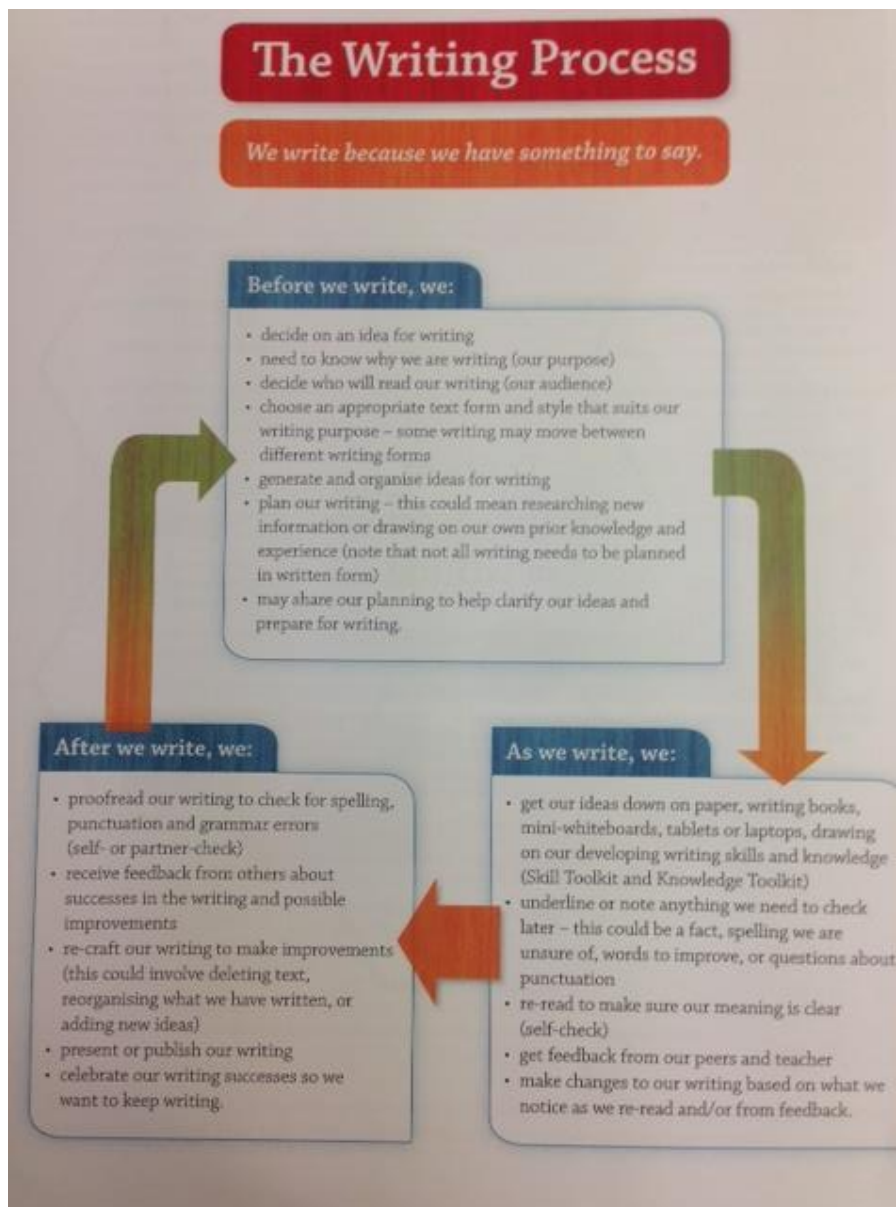 The Writing Process
We write because we have something to say.
Before we write, we:
• decide on an idea for writing
• need to know why we are writing (our purpose)
• decide who will read our writing (our audience)
• choose an appropriate text form and style that suits our
writing purpose – some writing may move between
different writing forms
• generate and organise ideas for writing
• plan our writing – this could mean researching new
information or drawing on our own prior knowledge and
experience (note that not all writing needs to be planned
in written form)
• may share our planning to help clarify our ideas and
prepare for writing.
As we write, we:
• get our ideas down on paper, writing books,
mini-whiteboards, tablets or laptops, drawing
on our developing writing skills and knowledge
(Skill Toolkit and Knowledge Toolkit)
• underline or note anything we need to check
later – this could be a fact, spelling we are
unsure of, words to improve, or questions about
punctuation
• re-read to make sure our meaning is clear
(self-check)
• get feedback from our peers and teacher
• make changes to our writing based on what we
notice as we re-read and/or from feedback.
After we write, we:
• proofread our writing to check for spelling,
punctuation and grammar errors
(self- or partner-check)
• receive feedback from others about
successes in the writing and possible
improvements
• re-craft our writing to make improvements
(this could involve deleting text,
reorganising what we have written, or
adding new ideas)
• present or publish our writing
• celebrate our writing successes so we
want to keep writing.